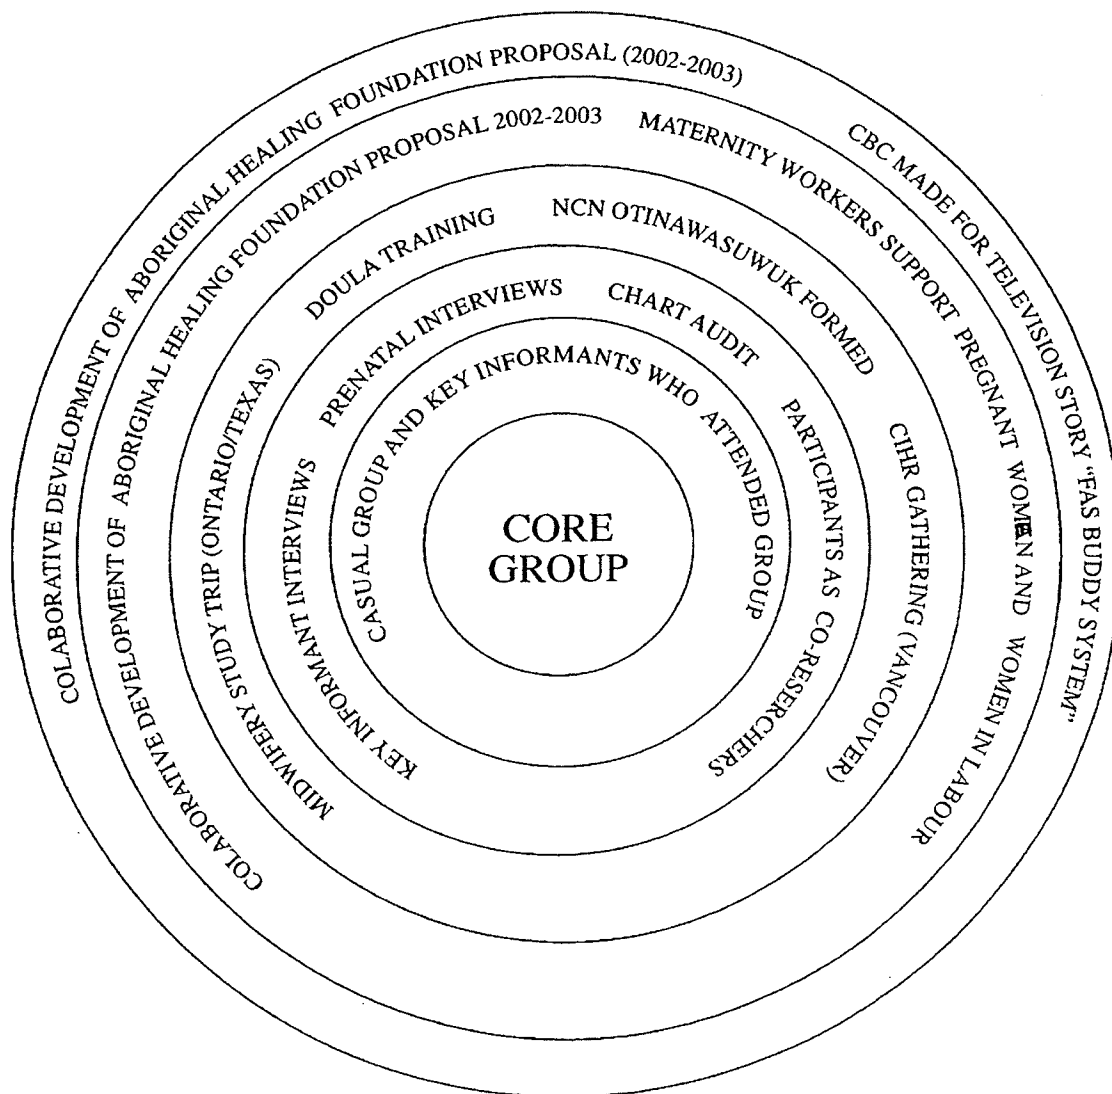 COLABORATIVE DEVELOPMENT OF ABORIGINAL HEALING FOUNDATION PROPOSAL (2002-2003)
CBC MADE FOR TELEVISION STORY "FAS BUDDY SYSTEM"
COLABORATIVE DEVELOPMENT OF ABORIGINAL HEALING FOUNDATION PROPOSAL 2002-2003
MATERNITY WORKERS SUPPORT PREGNANT WOMEN AND WOMEN IN LABOUR
MIDWIFERY STUDY TRIP (ONTARIO/TEXAS)
DOULA TRAINING
NCN OTINAWASUWUK FORMED
CIHR GATHERING (VANCOUVER)
KEY INFORMANT INTERVIEWS
PRENATAL INTERVIEWS
CHART AUDIT
PARTICIPANTS AS CO-RESERCHERS
CASUAL GROUP AND KEY INFORMANTS WHO ATTENDED GROUP
CORE
GROUP